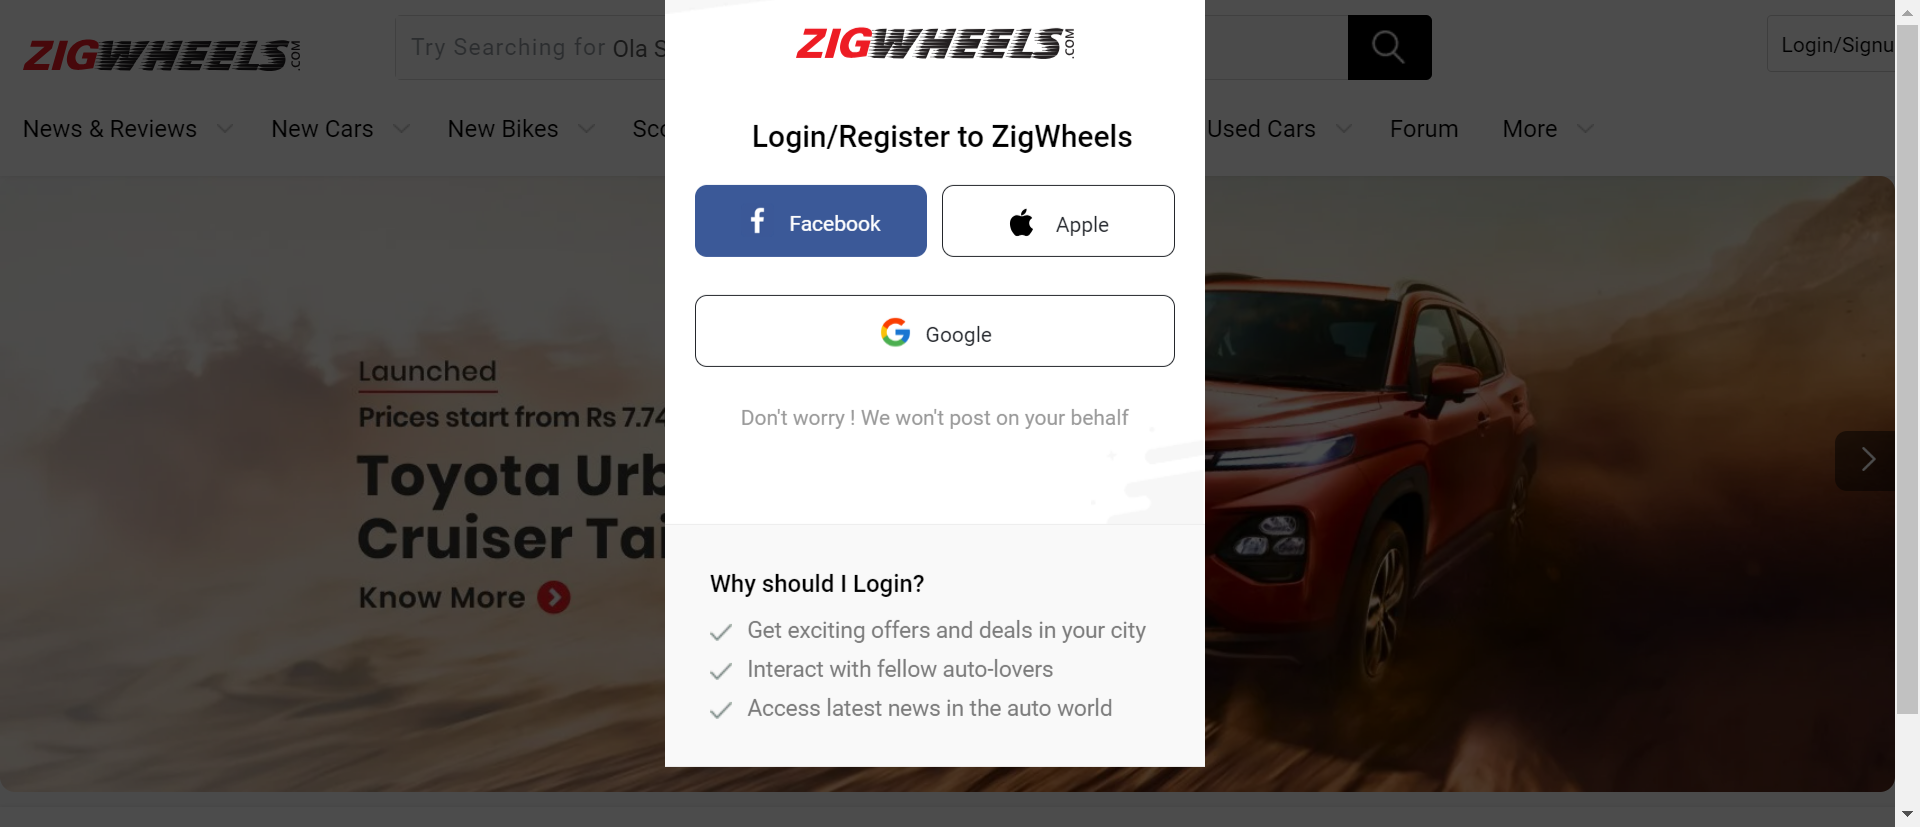 ZIGWHEELS.COM
Try Searching for Ola S
Login/Signu
News & Reviews
New Cars
New Bikes
Sco
Used Cars
Forum
More
ZIGWHEELS.COM
Login/Register to ZigWheels
Facebook
Apple
Google
Don't worry ! We won't post on your behalf
Why should I Login?
Get exciting offers and deals in your city
Interact with fellow auto-lovers
Access latest news in the auto world
Launched
Prices start from Rs 7.74
Toyota Urb
Cruiser Tai
Know More